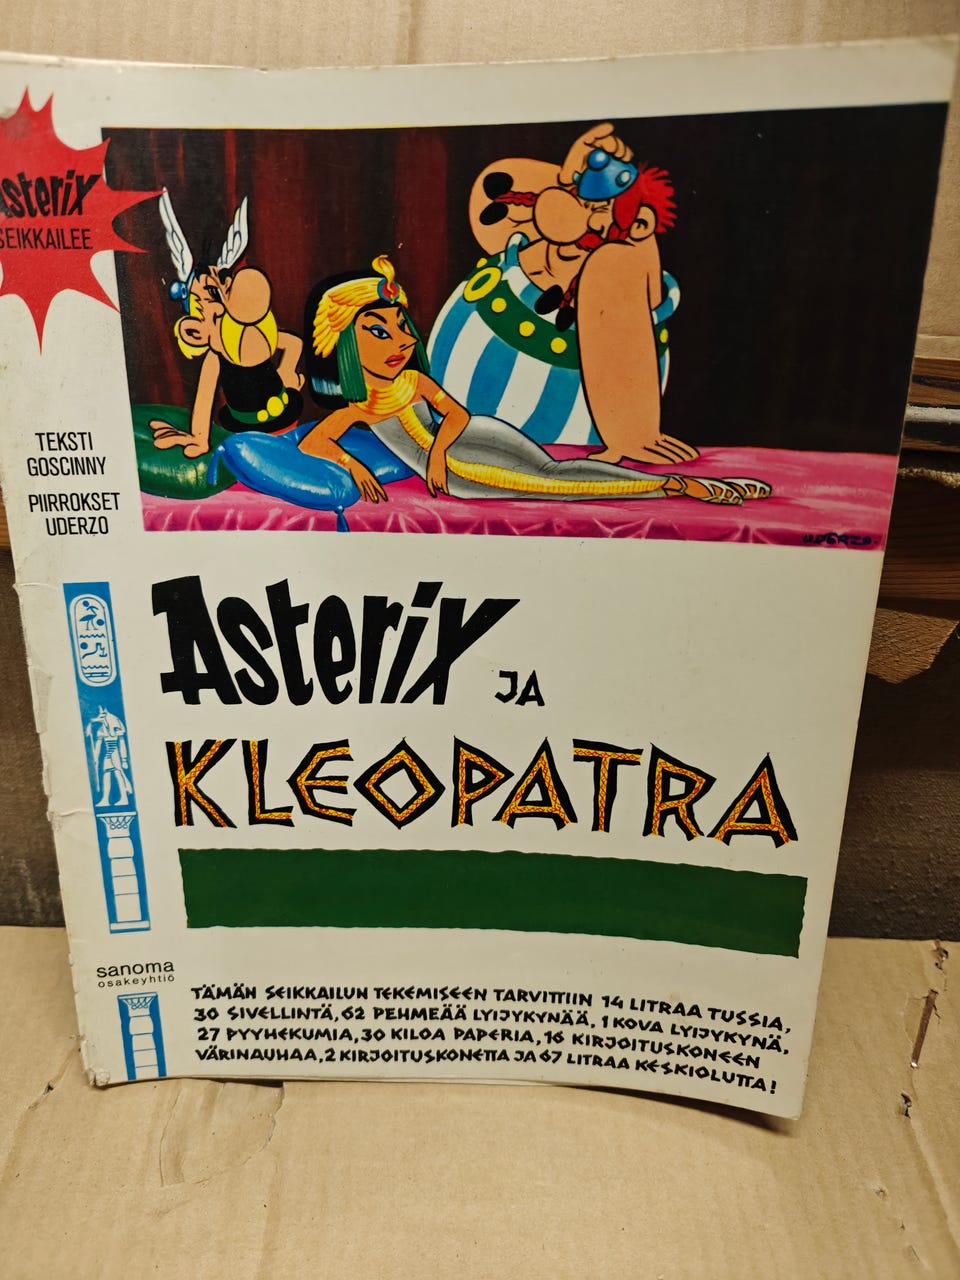 Asterix
SEIKKAILEE
TEKSTI
GOSCINNY
PIIRROKSET
UDERZO
UDERZO-
Asterix JA
KLEOPATRA
sanoma
osakeyhtiö
TÄMÄN SEIKKAILUN TEKEMISEEN TARVITTIIN 14 LITRAA TUSSIA,
30 SIVELLINTÄ, 62 PEHMEÄÄ LYIJYKYNÄÄ, 1 KOVA LYIJYKYNÄ,
27 PYYHEKUMIA, 30 KILOA PAPERIA, 16 KIRJOITUSKONEEN
VÄRINAUHAA, 2 KIRJOITUSKONETTA JA 67 LITRAA KESKIOLUTTA!